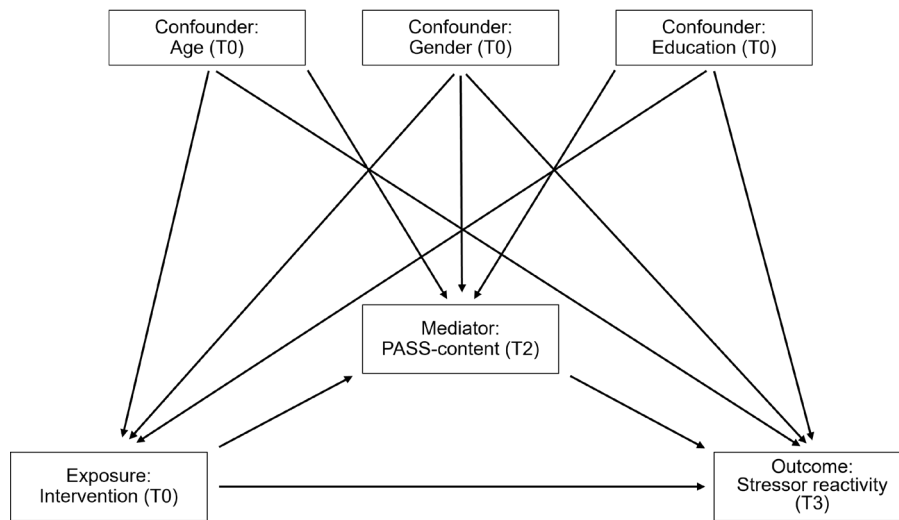 Confounder:
Age (T0)
Confounder:
Gender (T0)
Confounder:
Education (T0)
Mediator:
PASS-content (T2)
Exposure:
Intervention (T0)
Outcome:
Stressor reactivity
(T3)